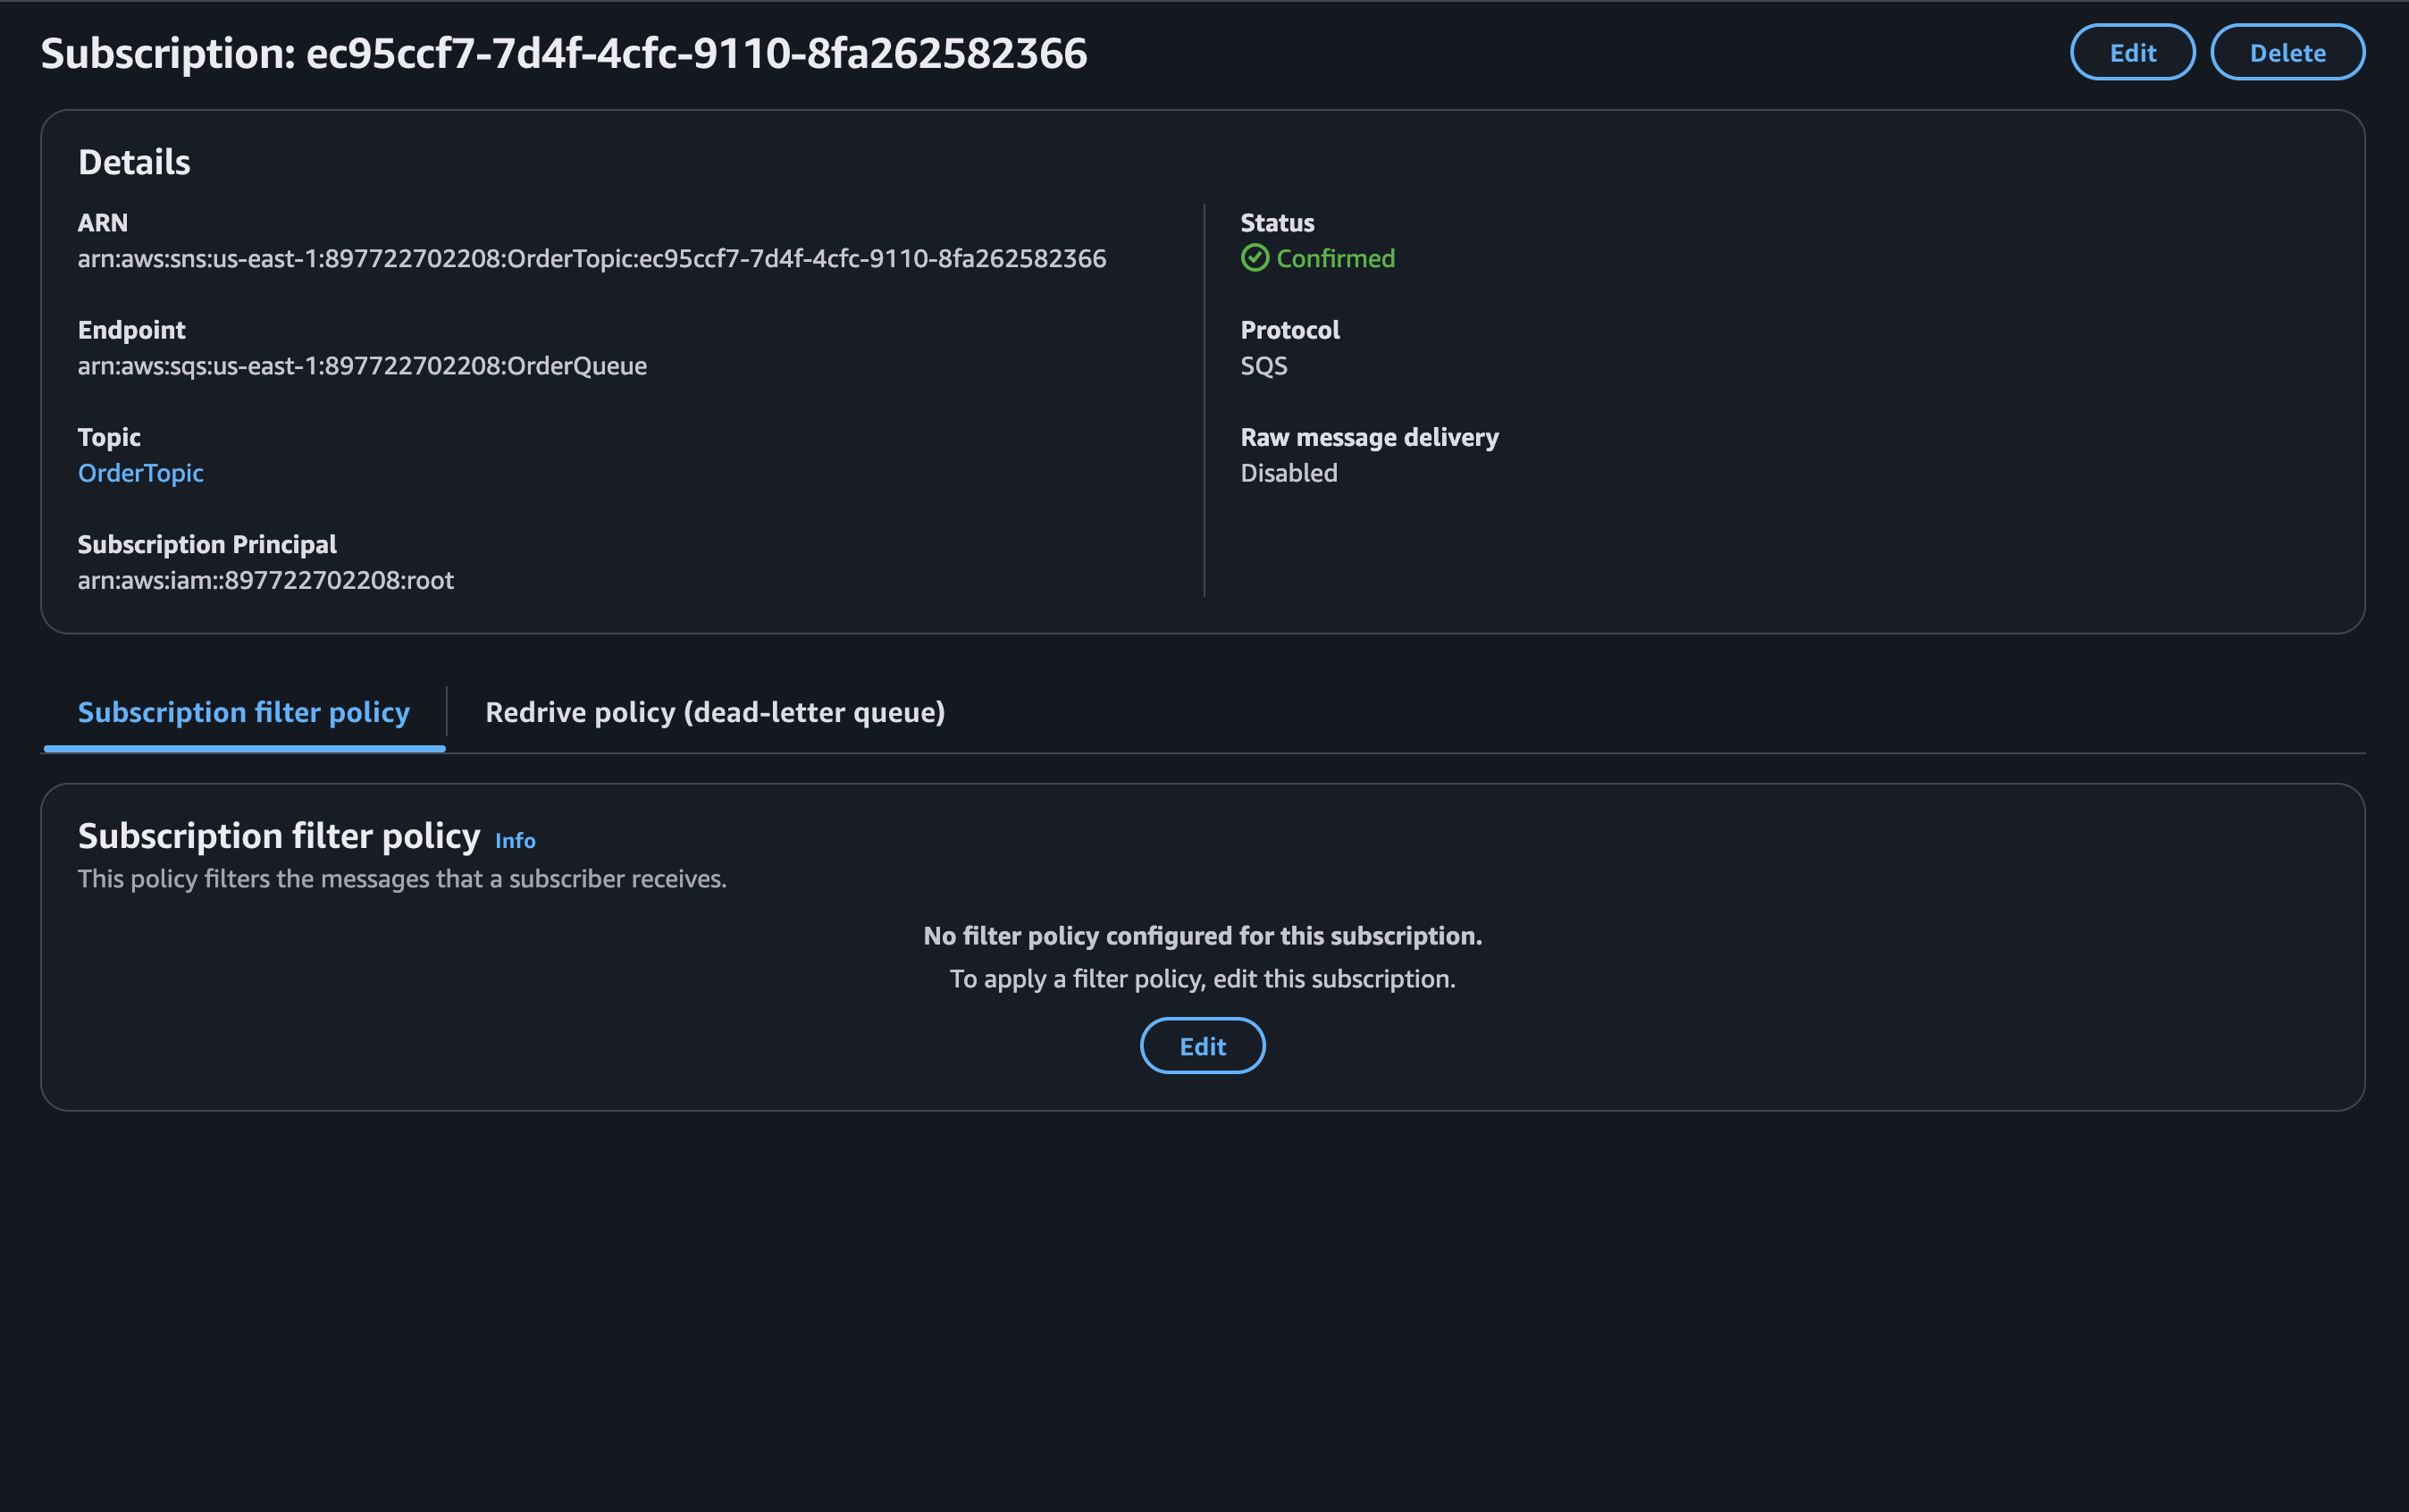 Subscription: ec95ccf7-7d4f-4cfc-9110-8fa262582366
Edit
Delete
Details
ARN
arn:aws:sns:us-east-1:897722702208:OrderTopic:ec95ccf7-7d4f-4cfc-9110-8fa262582366
Endpoint
arn:aws:sqs:us-east-1:897722702208:OrderQueue
Topic
OrderTopic
Subscription Principal
arn:aws:iam::897722702208:root
Status
Confirmed
Protocol
SQS
Raw message delivery
Disabled
Subscription filter policy
Redrive policy (dead-letter queue)
Subscription filter policy Info
This policy filters the messages that a subscriber receives.
No filter policy configured for this subscription.
To apply a filter policy, edit this subscription.
Edit